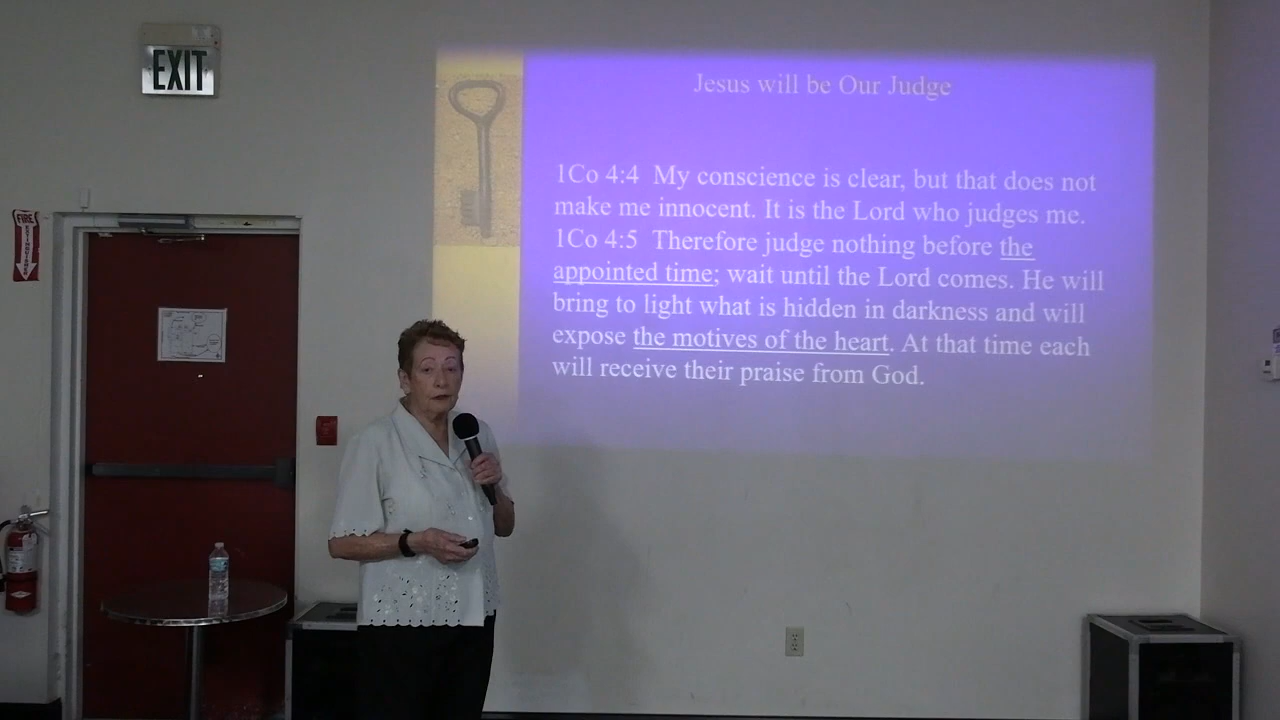 EXIT
FIRE
Jesus will be Our Judge
1Co 4:4 My conscience is clear, but that does not
make me innocent. It is the Lord who judges me.
1Co 4:5 Therefore judge nothing before the
appointed time; wait until the Lord comes. He will
bring to light what is hidden in darkness and will
expose the motives of the heart. At that time each
will receive their praise from God.